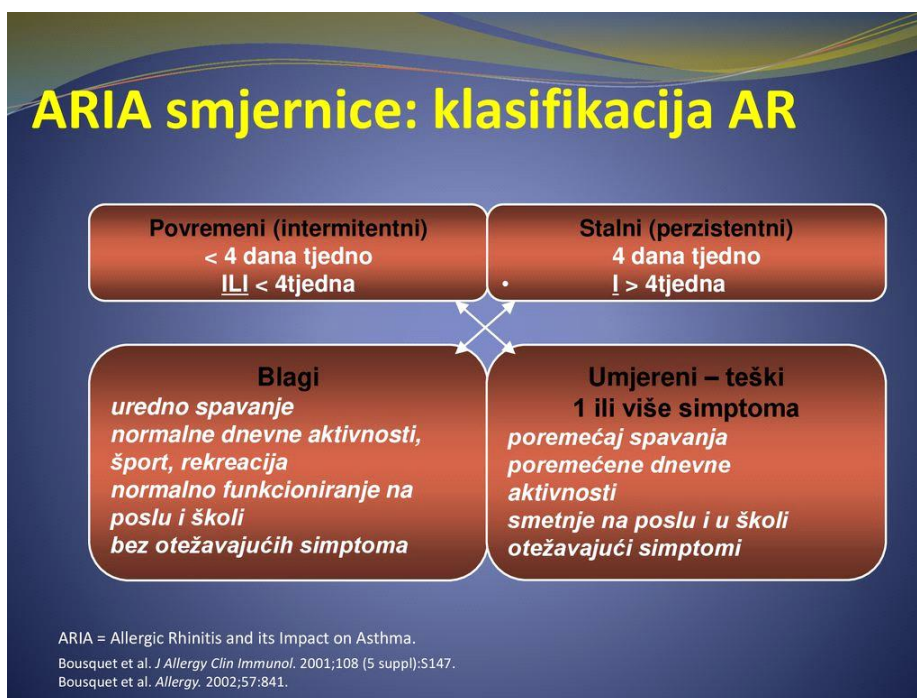 ARIA smjernice: klasifikacija AR
Povremeni (intermitentni)
< 4 dana tjedno
ILI < 4tjedna
Stalni (perzistentni)
4 dana tjedno
• I > 4tjedna
Blagi
uredno spavanje
normalne dnevne aktivnosti,
šport, rekreacija
normalno funkcioniranje na
poslu i školi
bez otežavajućih simptoma
Umjereni – teški
1 ili više simptoma
poremećaj spavanja
poremećene dnevne
aktivnosti
smetnje na poslu i u školi
otežavajući simptomi
ARIA = Allergic Rhinitis and its Impact on Asthma.
Bousquet et al. J Allergy Clin Immunol. 2001;108 (5 suppl):S147.
Bousquet et al. Allergy. 2002;57:841.